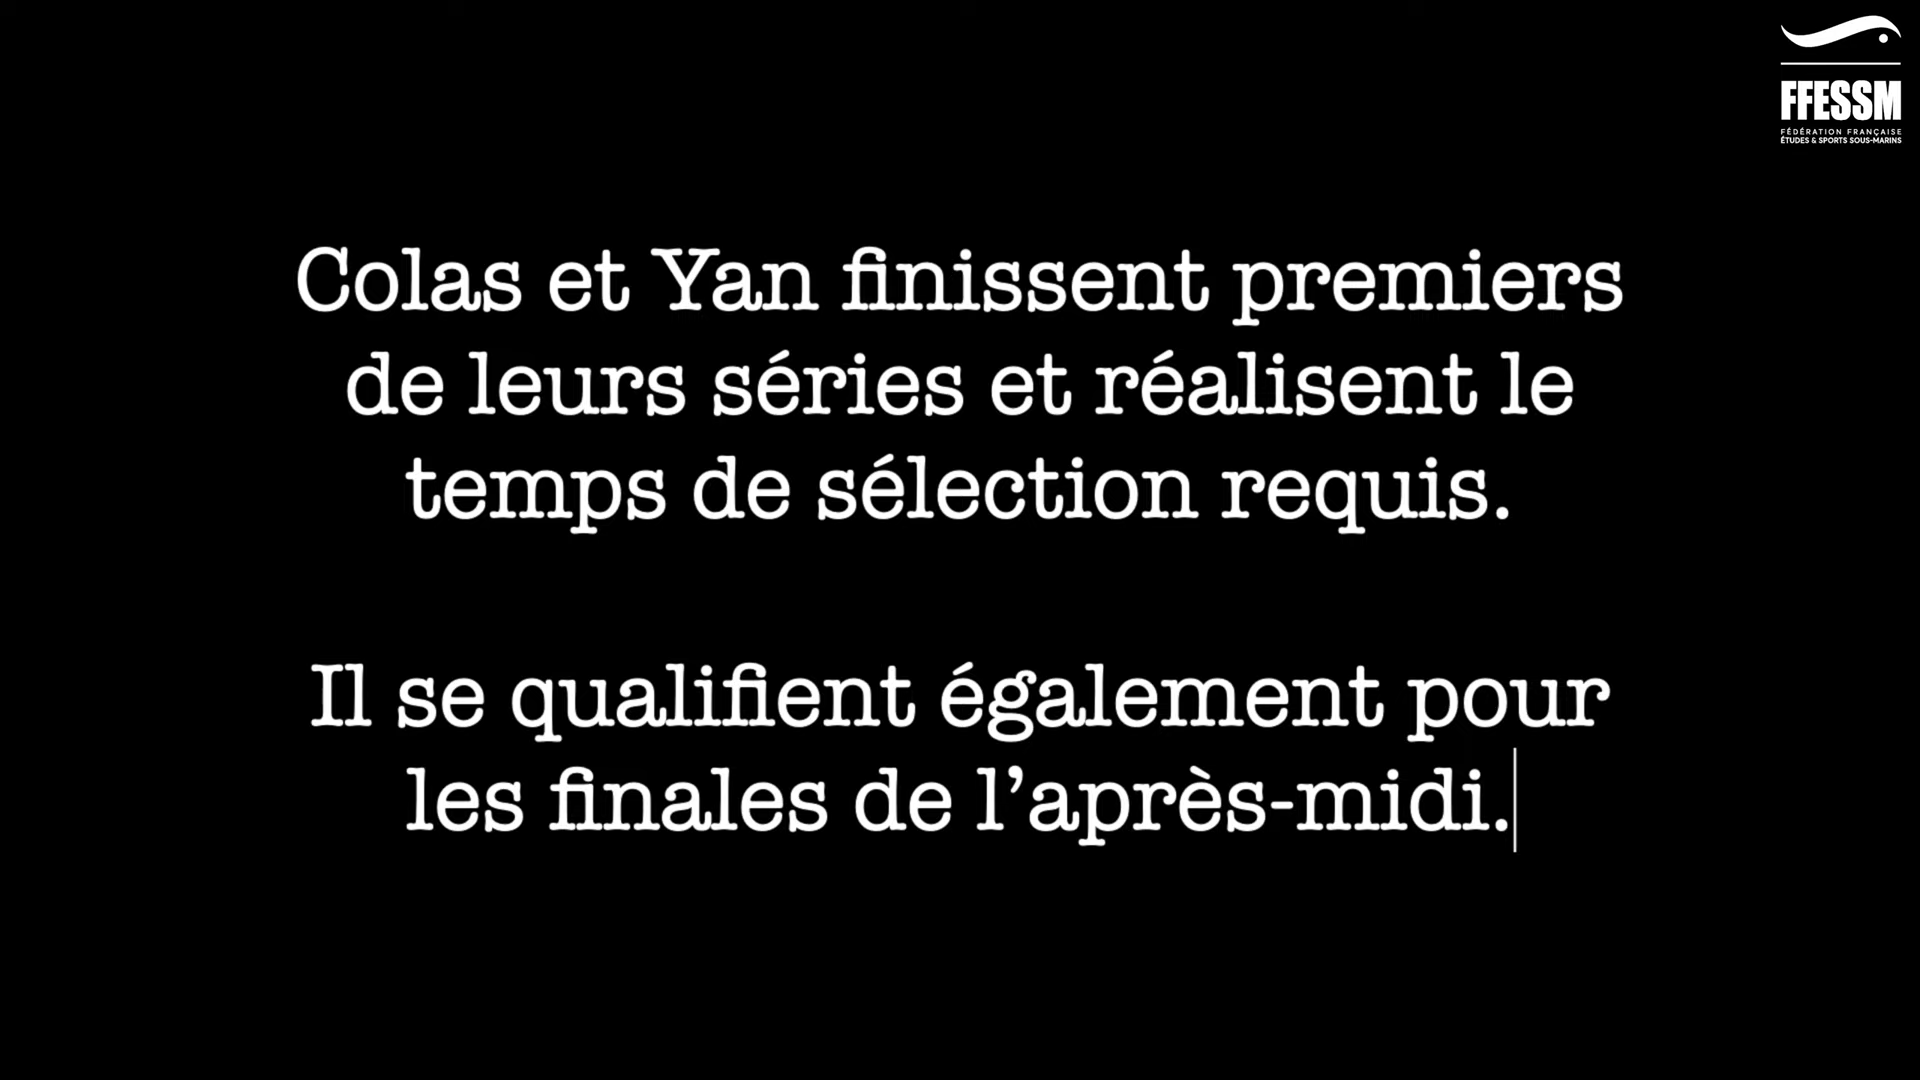 FFESSM
FÉDÉRATION FRANÇAISE
ÉTUDES & SPORTS SOUS-MARINS
Colas et Yan finissent premiers
de leurs séries et réalisent le
temps de sélection requis.
Il se qualifient également pour
les finales de l’après-midi.